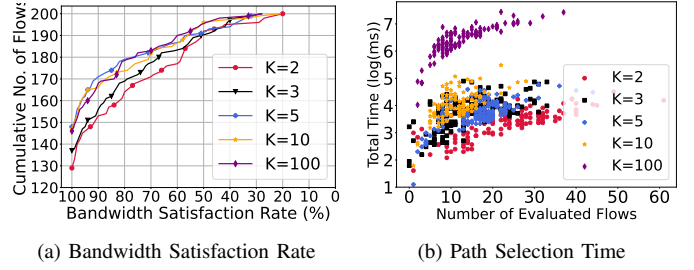 Cumulative No. of Flows
200
190
180
170
160
150
140
130
120
100 90 80 70 60 50 40 30 20 10 0
Bandwidth Satisfaction Rate (%)
K=2
K=3
K=5
K=10
K=100
(a) Bandwidth Satisfaction Rate
Total Time (log(ms))
7
6
5
4
3
2
1
0 10 20 30 40 50 60
Number of Evaluated Flows
K=2
K=3
K=5
K=10
K=100
(b) Path Selection Time